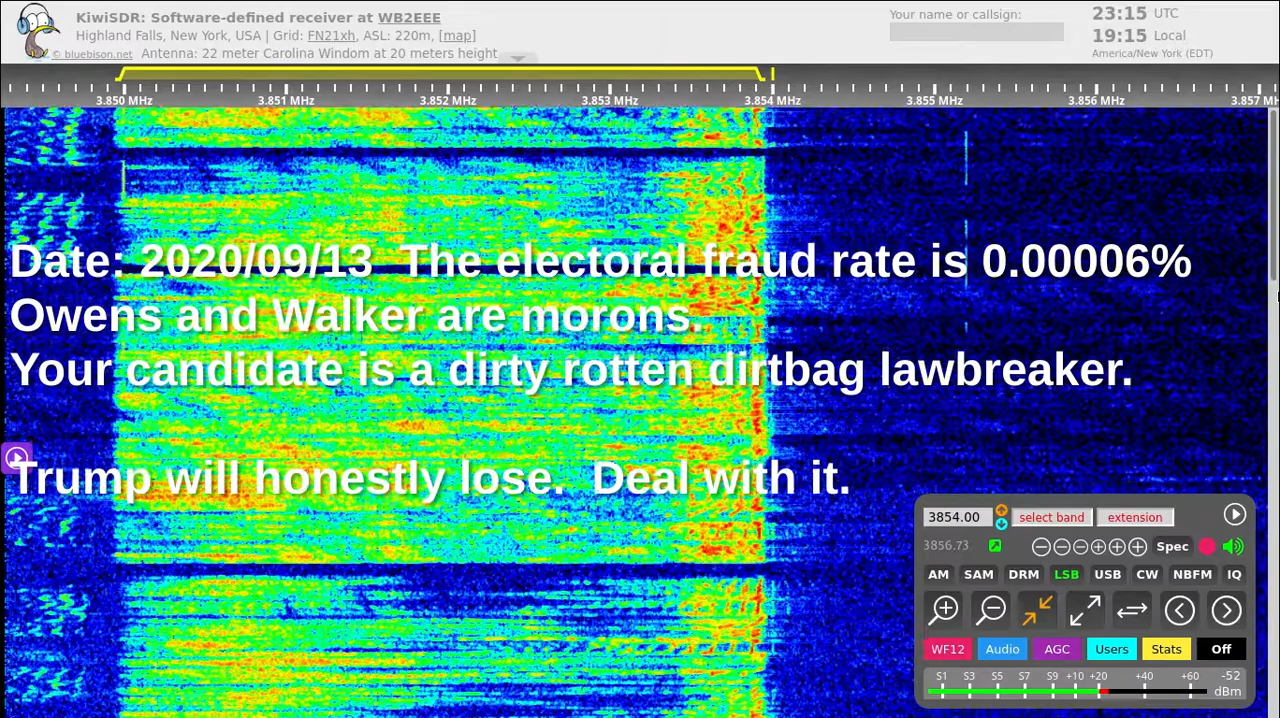 KiwiSDR: Software-defined receiver at WB2EEE
Highland Falls, New York, USA | Grid: FN21xh, ASL: 220m, [map]
© bluebison.net Antenna: 22 meter Carolina Windom at 20 meters height
Your name or callsign:
23:15 UTC
19:15 Local
America/New York (EDT)
3.850 MHz 3.851 MHz 3.852 MHz 3.853 MHz 3.854 MHz 3.855 MHz 3.856 MHz 3.857 MH
Date: 2020/09/13 The electoral fraud rate is 0.00006%
Owens and Walker are morons.
Your candidate is a dirty rotten dirtbag lawbreaker.
Trump will honestly lose. Deal with it.
3854.00 select band extension
3856.73 Spec
AM SAM DRM LSB USB CW NBFM IQ
WF12 Audio AGC Users Stats Off
S1 S3 S5 S7 S9 +10 +20 +40 +60 -52
dBm